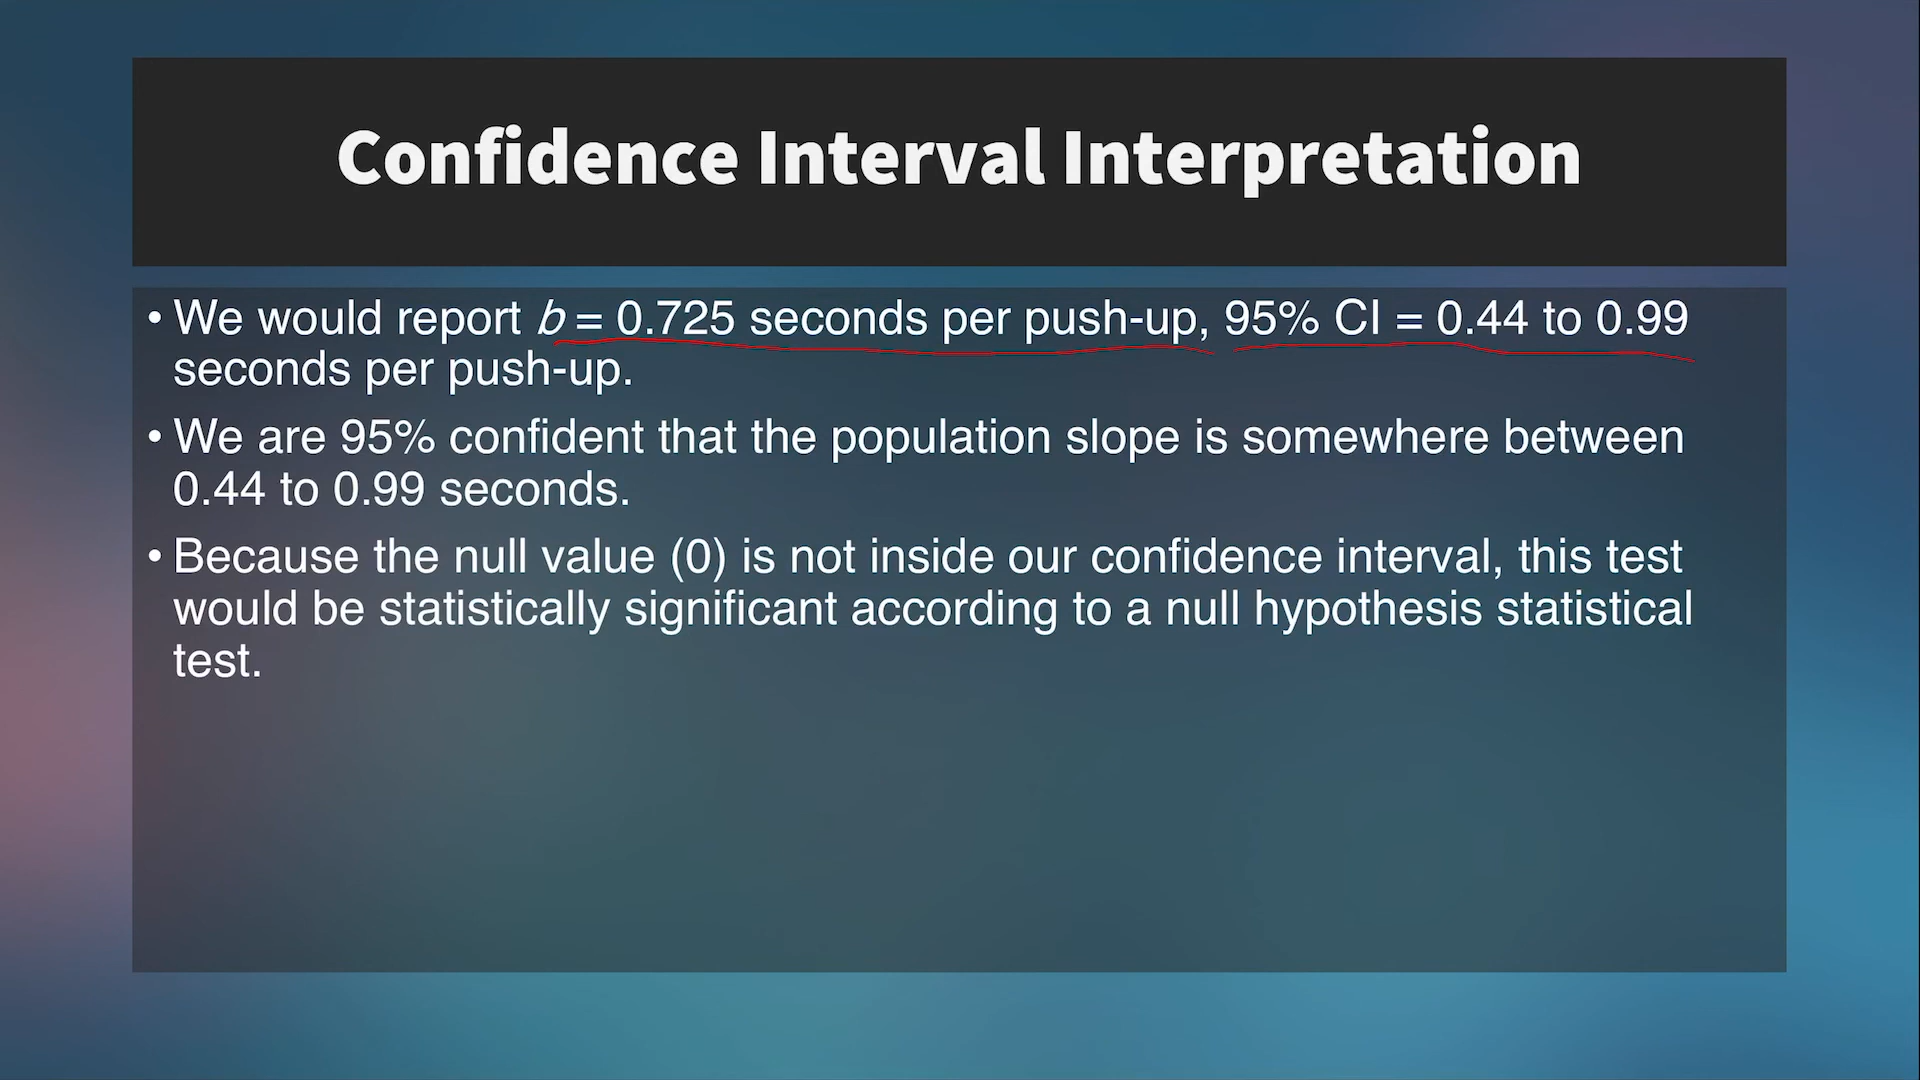 Confidence Interval Interpretation
• We would report b = 0.725 seconds per push-up, 95% CI = 0.44 to 0.99
seconds per push-up.
• We are 95% confident that the population slope is somewhere between
0.44 to 0.99 seconds.
• Because the null value (0) is not inside our confidence interval, this test
would be statistically significant according to a null hypothesis statistical
test.